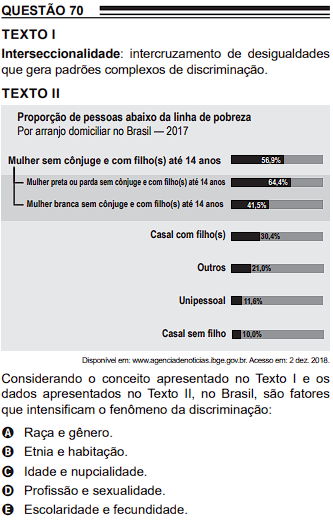 QUESTÃO 70
TEXTO I
Interseccionalidade: intercruzamento de desigualdades
que gera padrões complexos de discriminação.
TEXTO II
Proporção de pessoas abaixo da linha de pobreza
Por arranjo domiciliar no Brasil — 2017
Mulher sem cônjuge e com filho(s) até 14 anos 56,9%
Mulher preta ou parda sem cônjuge e com filho(s) até 14 anos 64,4%
Mulher branca sem cônjuge e com filho(s) até 14 anos 41,5%
Casal com filho(s) 30,4%
Outros 21,0%
Unipessoal 11,6%
Casal sem filho 10,0%
Disponível em: www.agenciadenoticias.ibge.gov.br. Acesso em: 2 dez. 2018.
Considerando o conceito apresentado no Texto I e os
dados apresentados no Texto II, no Brasil, são fatores
que intensificam o fenômeno da discriminação:
A Raça e gênero.
B Etnia e habitação.
C Idade e nupcialidade.
D Profissão e sexualidade.
E Escolaridade e fecundidade.